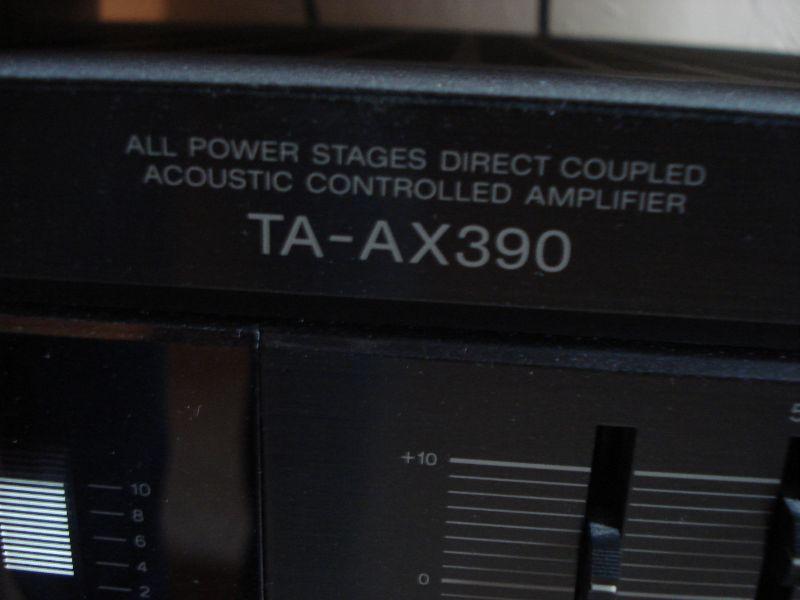 ALL POWER STAGES DIRECT COUPLED
ACOUSTIC CONTROLLED AMPLIFIER
TA-AX390
+10
0
10
8
6
4
2